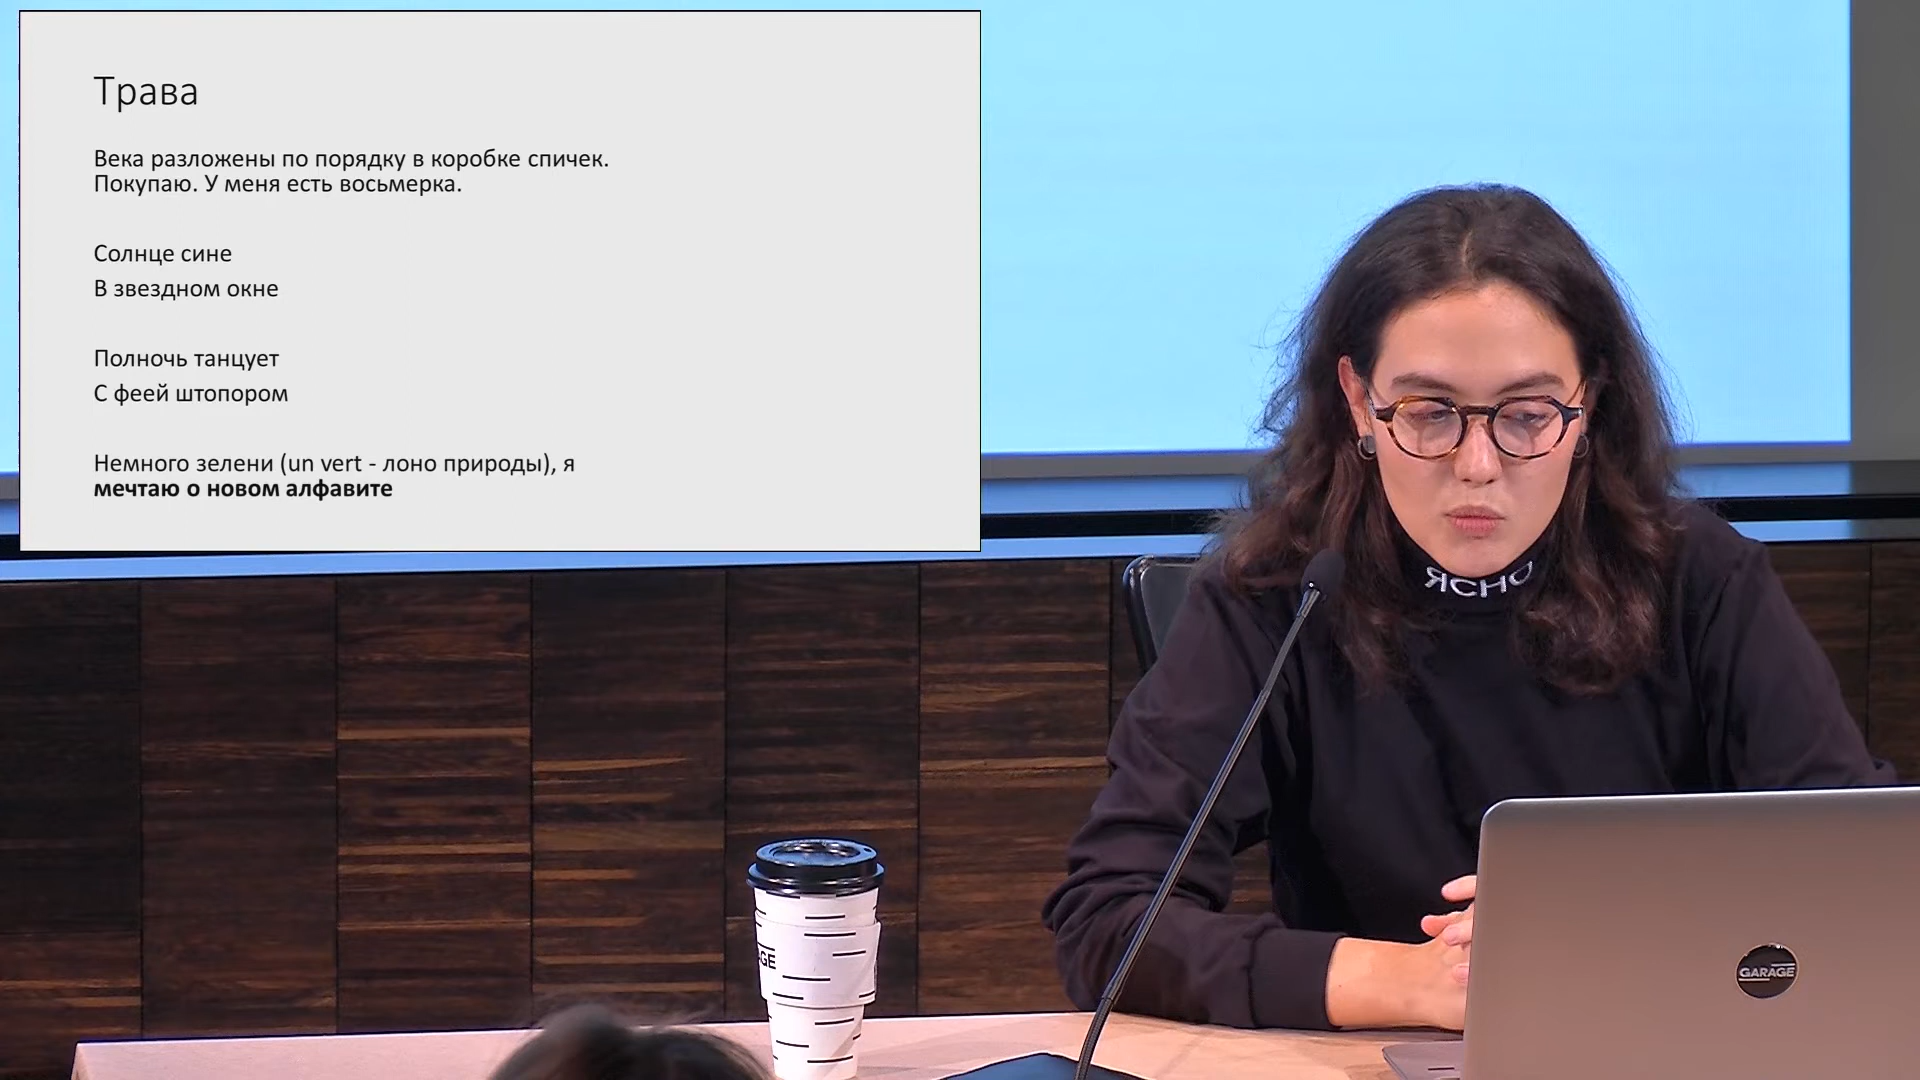 Трава
Века разложены по порядку в коробке спичек.
Покупаю. У меня есть восьмерка.
Солнце сине
В звездном окне
Полночь танцует
С феей штопором
Немного зелени (un vert - лоно природы), я
мечтаю о новом алфавите
ЯСНО
GARAGE